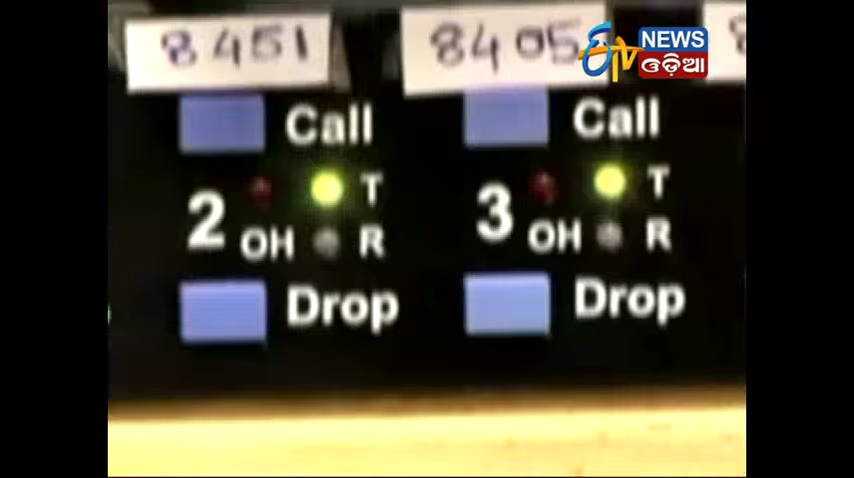 8451
8405
ETV NEWS
ଓଡ଼ିଆ
Call
Call
T
T
2
3
OH
R
OH
R
Drop
Drop